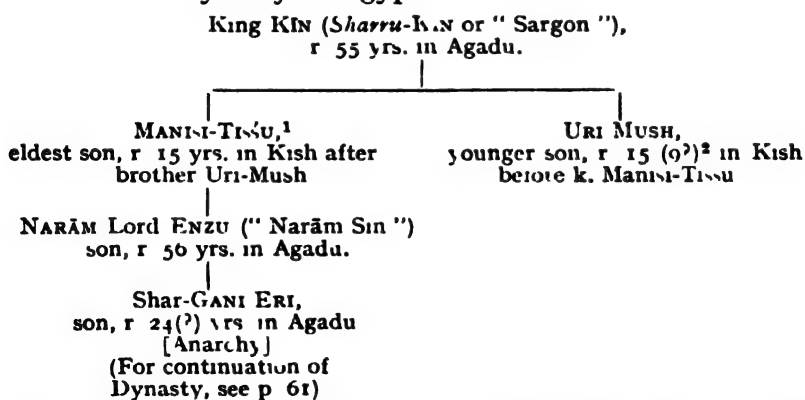 King KIN (Sharru-KIN or “ Sargon ”),
r 55 yrs. in Agadu.
MANISI-TISSU,¹
eldest son, r 15 yrs. in Kish after
brother Uri-Mush
URI MUSH,
younger son, r 15 (9?)² in Kish
before k. Manisi-Tissu
NARĀM Lord ENZU (“ Narām Sin ”)
son, r 56 yrs. in Agadu.
Shar-GANI ERI,
son, r 24(?) yrs in Agadu
[Anarchy]
(For continuation of
Dynasty, see p 61)